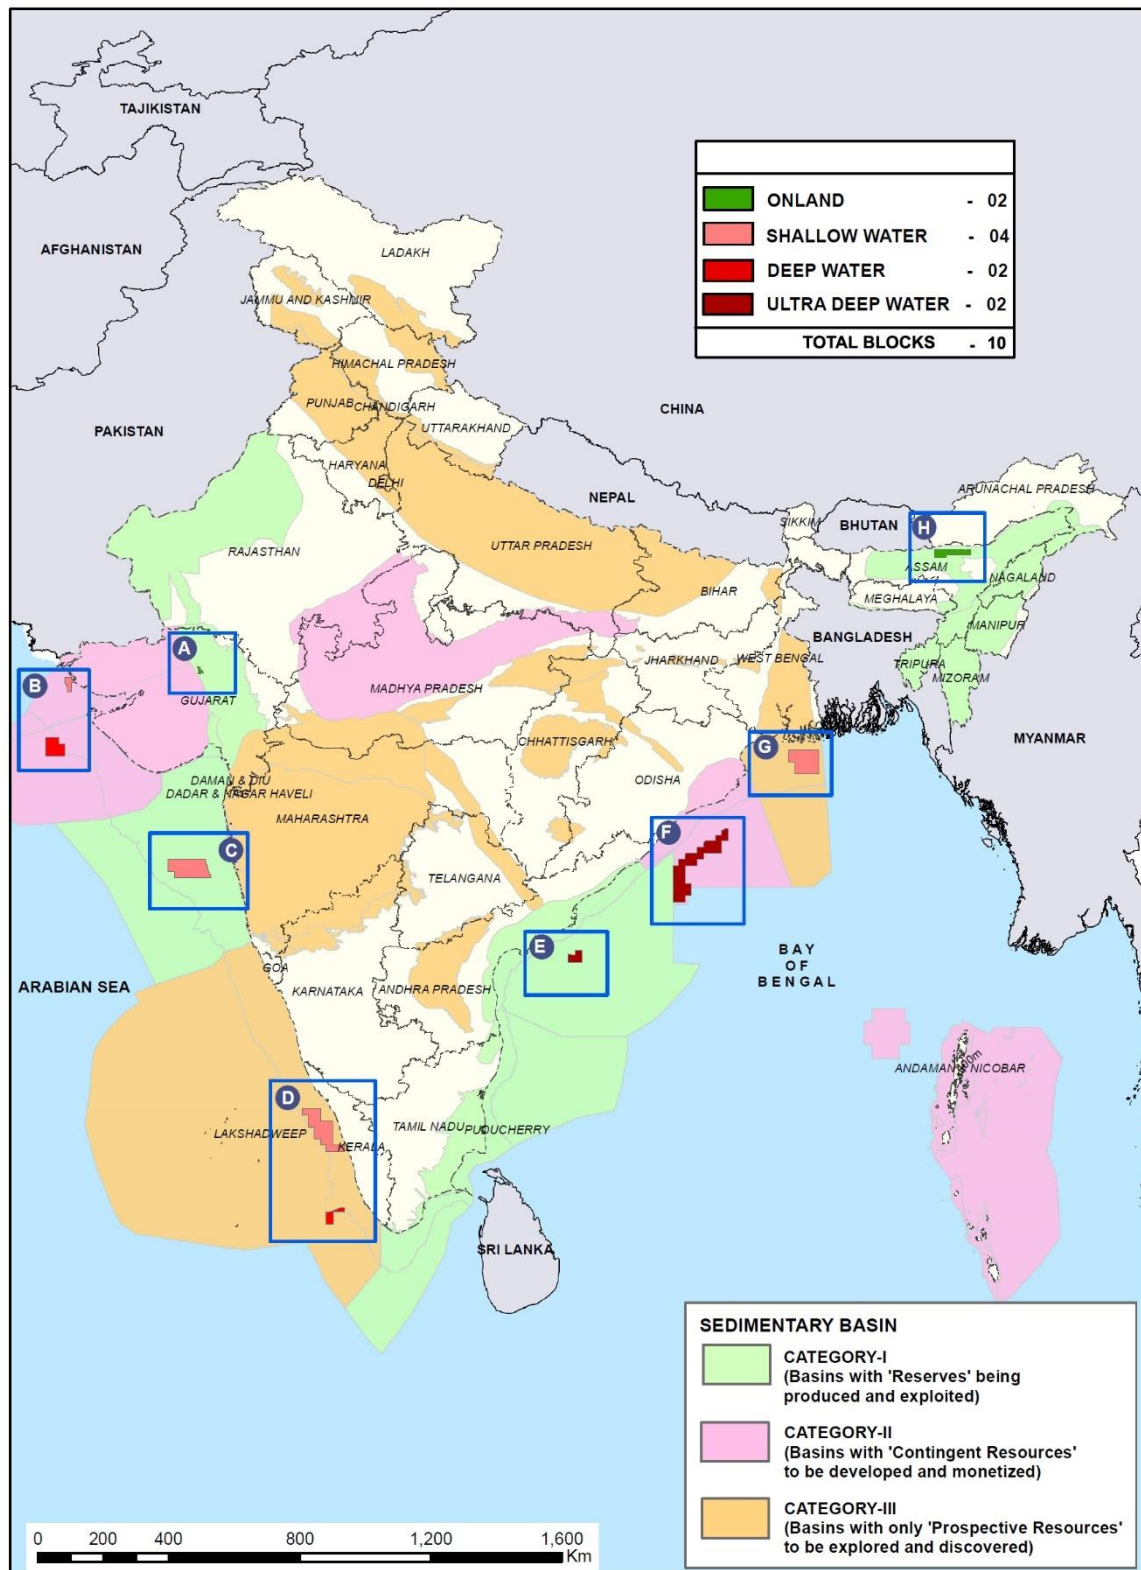 TAJIKISTAN
AFGHANISTAN
LADAKH
JAMMU AND KASHMIR
HIMACHAL PRADESH
PUNJAB
CHANDIGARH
UTTARAKHAND
CHINA
PAKISTAN
HARYANA
DELHI
NEPAL
ARUNACHAL PRADESH
SIKKIM
BHUTAN
H
RAJASTHAN
UTTAR PRADESH
ASSAM
NAGALAND
BIHAR
MEGHALAYA
MANIPUR
BANGLADESH
A
JHARKHAND
WEST BENGAL
TRIPURA
MIZORAM
B
GUJARAT
MADHYA PRADESH
MYANMAR
CHHATTISGARH
G
ODISHA
DAMAN & DIU
DADAR & NAGAR HAVELI
MAHARASHTRA
F
C
TELANGANA
E
BAY
OF
BENGAL
ARABIAN SEA
GOA
KARNATAKA
ANDHRA PRADESH
ANDAMAN & NICOBAR
D
LAKSHADWEEP
KERALA
TAMIL NADU
PUDUCHERRY
SRI LANKA
ONLAND - 02
SHALLOW WATER - 04
DEEP WATER - 02
ULTRA DEEP WATER - 02
TOTAL BLOCKS - 10
SEDIMENTARY BASIN
CATEGORY-I
(Basins with 'Reserves' being
produced and exploited)
CATEGORY-II
(Basins with 'Contingent Resources'
to be developed and monetized)
CATEGORY-III
(Basins with only 'Prospective Resources'
to be explored and discovered)
0 200 400 800 1,200 1,600
Km